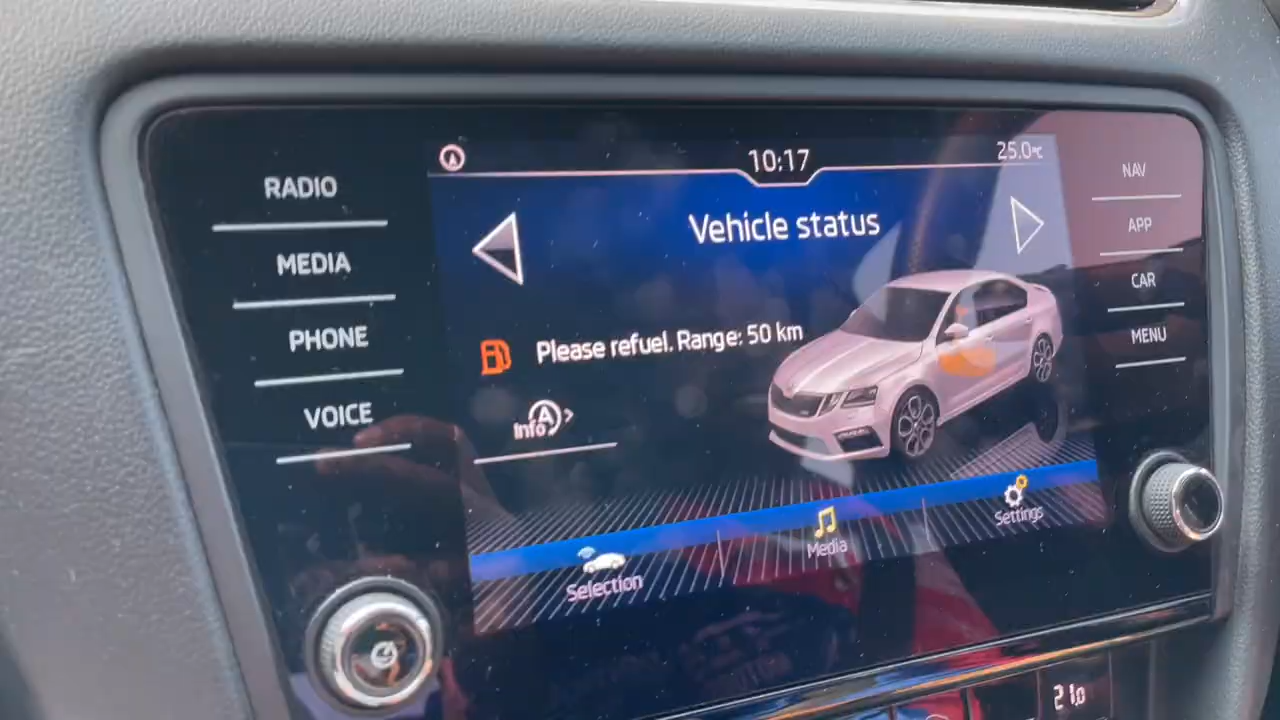 10:17
25.0°C
RADIO
MEDIA
PHONE
VOICE
Vehicle status
Please refuel. Range: 50 km
A
Info
Selection
Media
Settings
NAV
APP
CAR
MENU
21.0